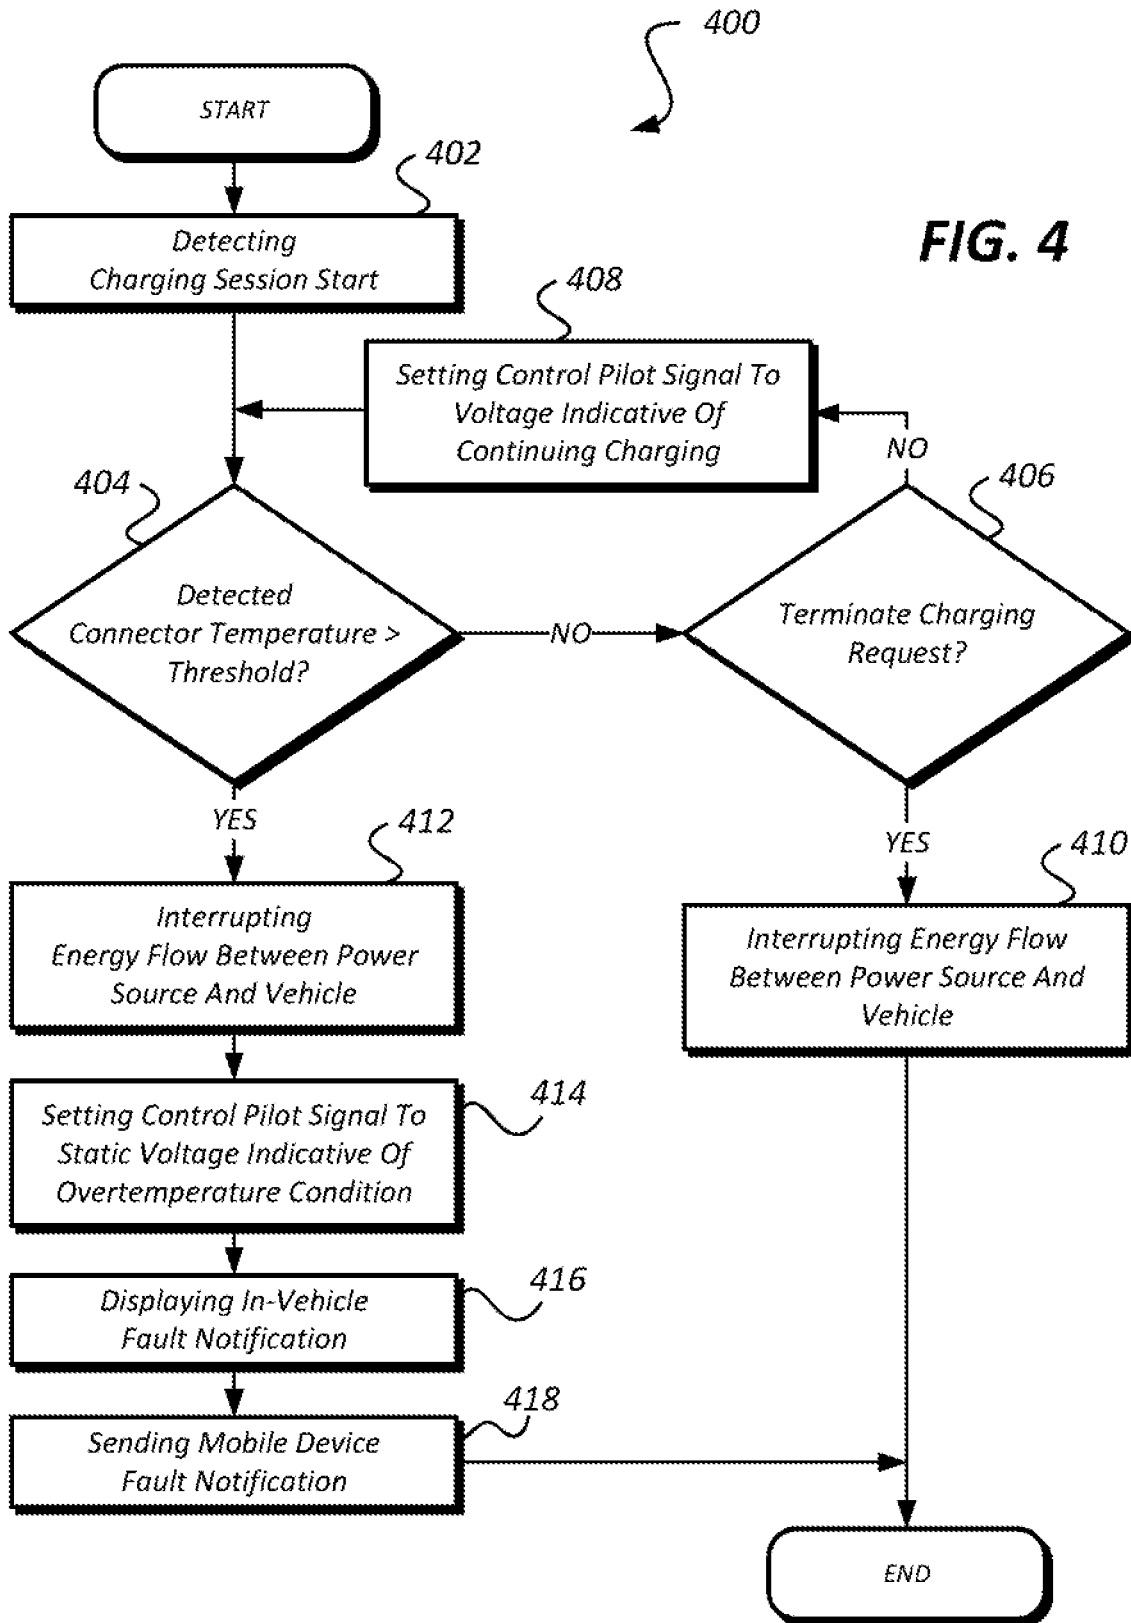 400
START
402
Detecting
Charging Session Start
FIG. 4
408
Setting Control Pilot Signal To
Voltage Indicative Of
Continuing Charging
NO
404
406
Detected
Connector Temperature >
Threshold?
NO
Terminate Charging
Request?
YES
412
YES
410
Interrupting
Energy Flow Between Power
Source And Vehicle
Interrupting Energy Flow
Between Power Source And
Vehicle
Setting Control Pilot Signal To
Static Voltage Indicative Of
Overtemperature Condition
414
Displaying In-Vehicle
Fault Notification
416
Sending Mobile Device
Fault Notification
418
END